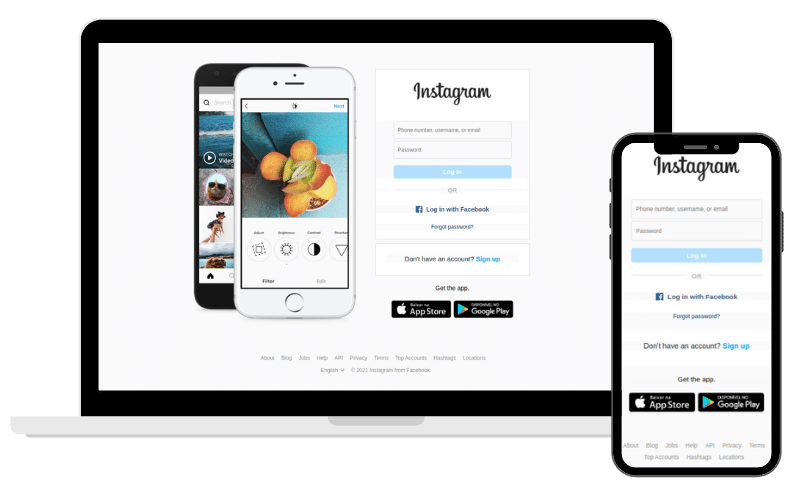 Search
WATCH
Video
Next
Adjust
Brightness
Contrast
Structure
Filter
Edit
Instagram
Phone number, username, or email
Password
Log In
OR
Log in with Facebook
Forgot password?
Don't have an account? Sign up
Get the app.
Baixar na
App Store
DISPONÍVEL NO
Google Play
About Blog Jobs Help API Privacy Terms Top Accounts Hashtags Locations
English © 2021 Instagram from Facebook
Instagram
Phone number, username, or email
Password
Log In
OR
Log in with Facebook
Forgot password?
Don't have an account? Sign up
Get the app.
Baixar na
App Store
DISPONÍVEL NO
Google Play
About Blog Jobs Help API Privacy Terms
Top Accounts Hashtags Locations